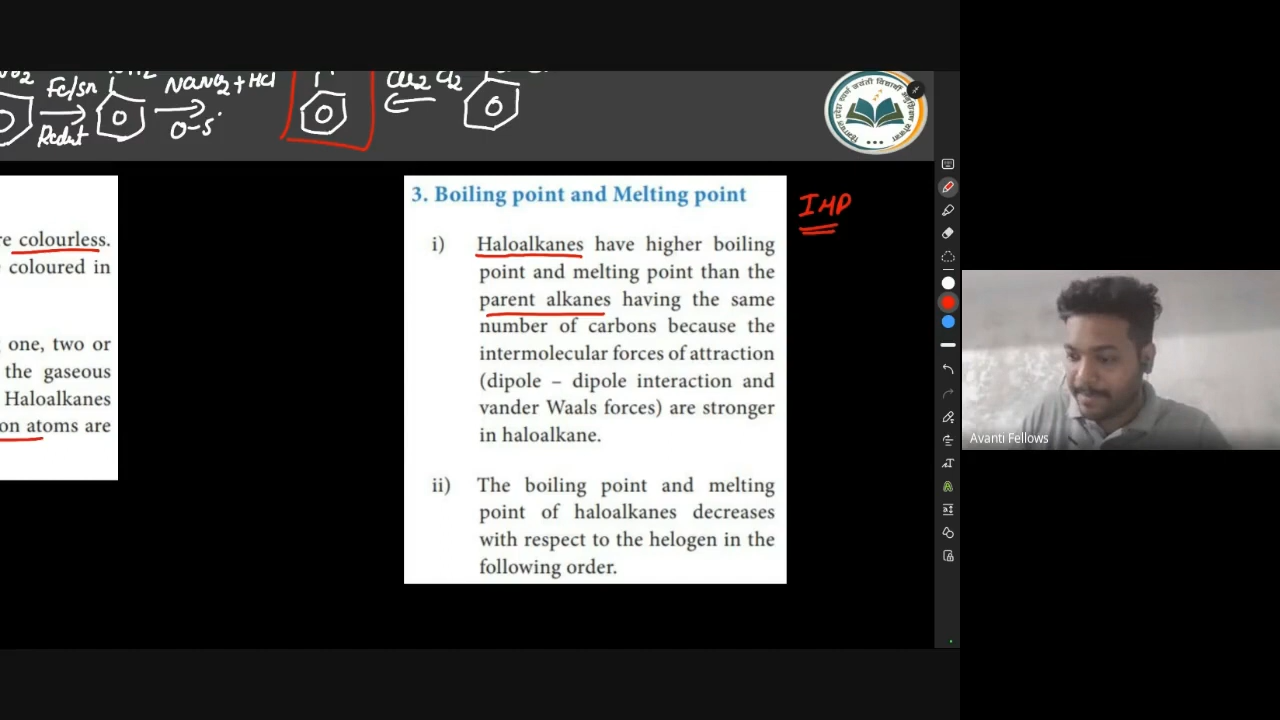 Fe/sn
NaNO2 + HCl
0-5°
3. Boiling point and Melting point
IMP
i) Haloalkanes have higher boiling
point and melting point than the
parent alkanes having the same
number of carbons because the
intermolecular forces of attraction
(dipole – dipole interaction and
vander Waals forces) are stronger
in haloalkane.
ii) The boiling point and melting
point of haloalkanes decreases
with respect to the helogen in the
following order.
re colourless.
coloured in
one, two or
the gaseous
Haloalkanes
on atoms are
Avanti Fellows